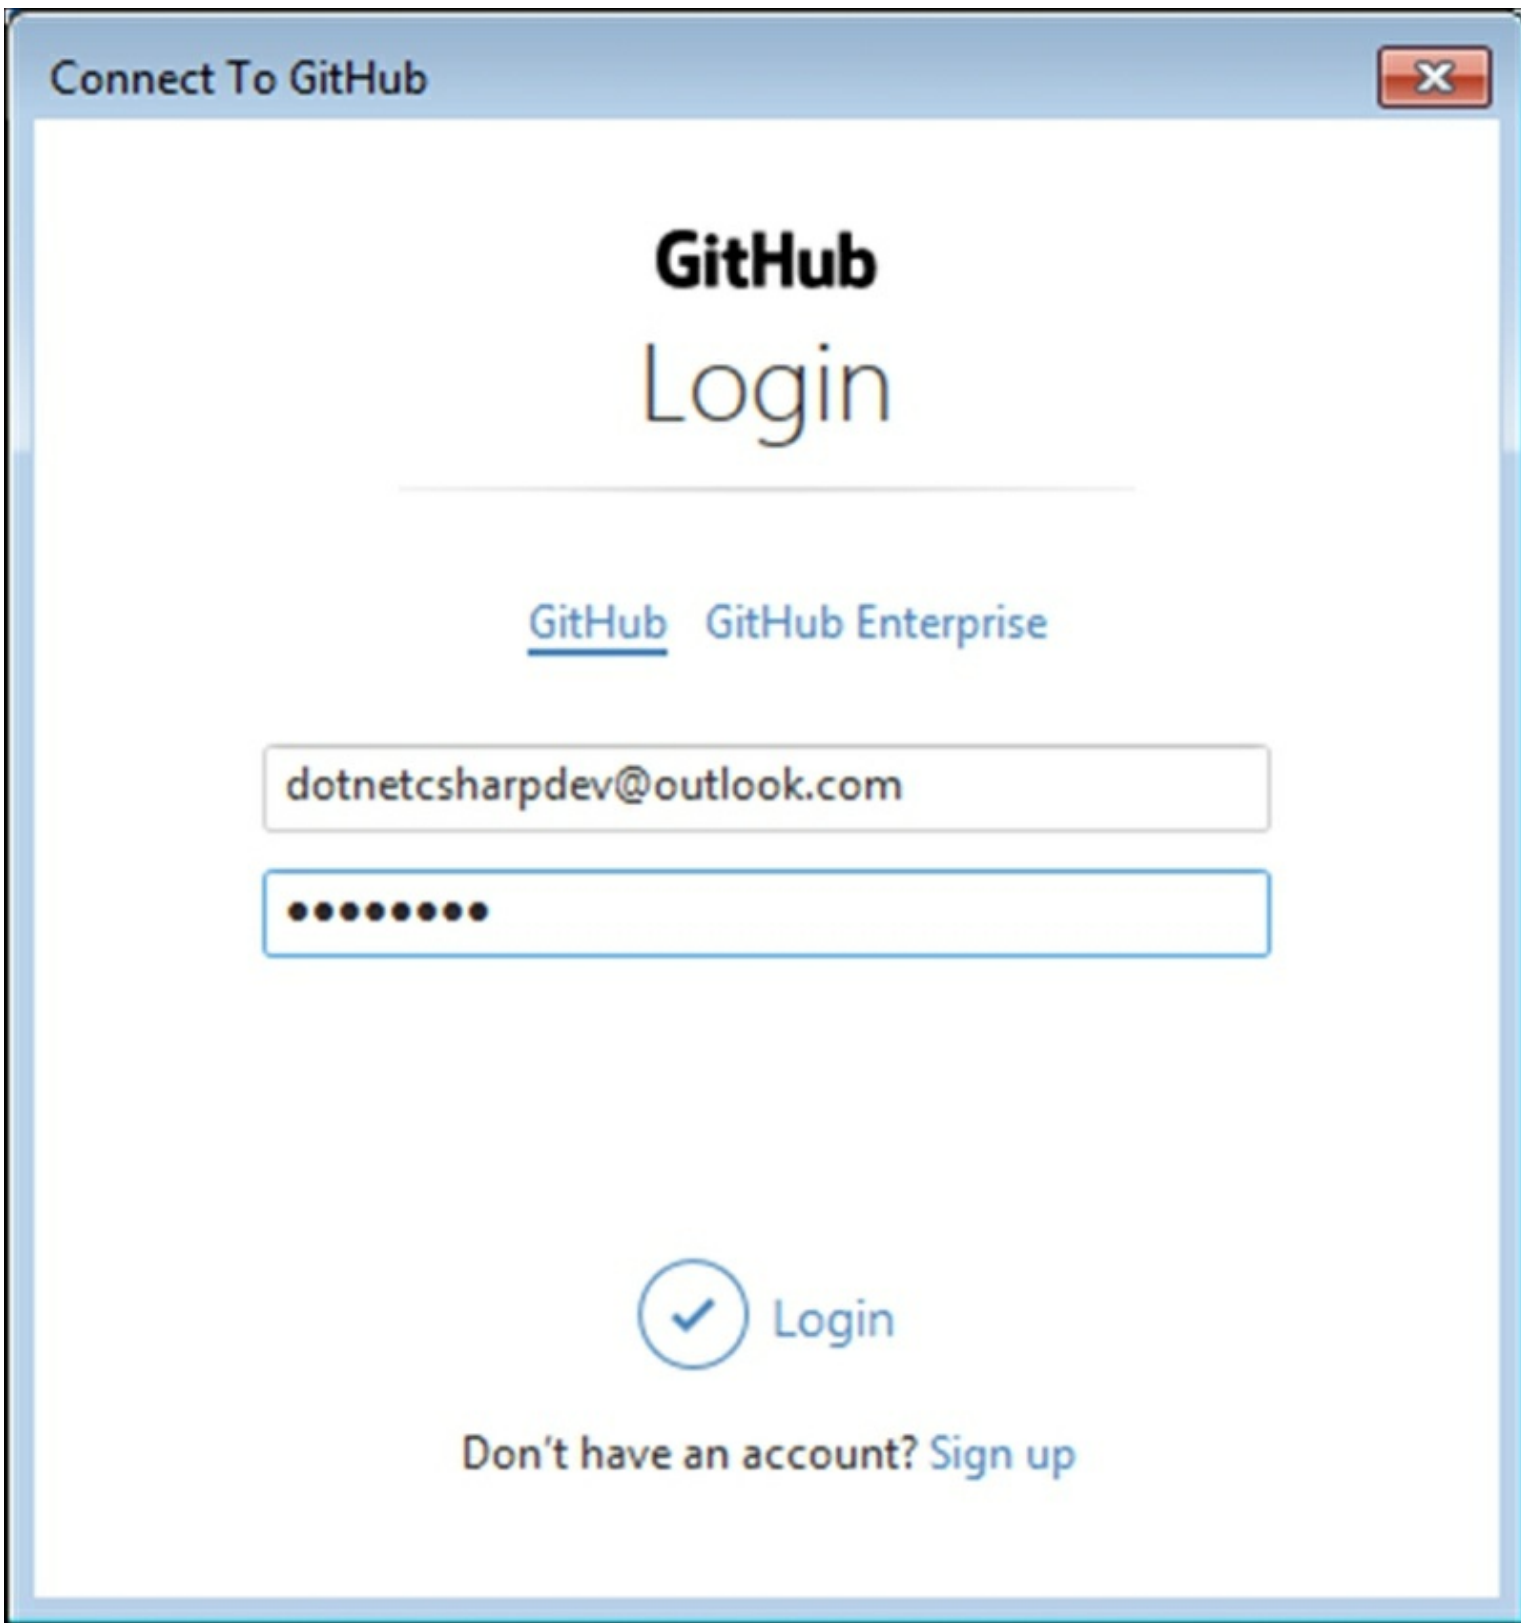 Connect To GitHub
GitHub
Login
GitHub GitHub Enterprise
dotnetcsharpdev@outlook.com
••••••••
Login
Don't have an account? Sign up